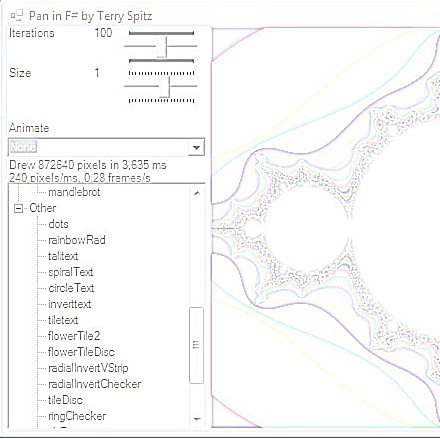 Pan in F# by Terry Spitz
Iterations 100
Size 1
Animate
None
Drew 872640 pixels in 3,635 ms
240 pixels/ms, 0.28 frames/s
mandlebrot
Other
dots
rainbowRad
talltext
spiralText
circleText
inverttext
tiletext
flowerTile2
flowerTileDisc
radialInvertVStrip
radialInvertChecker
tileDisc
ringChecker